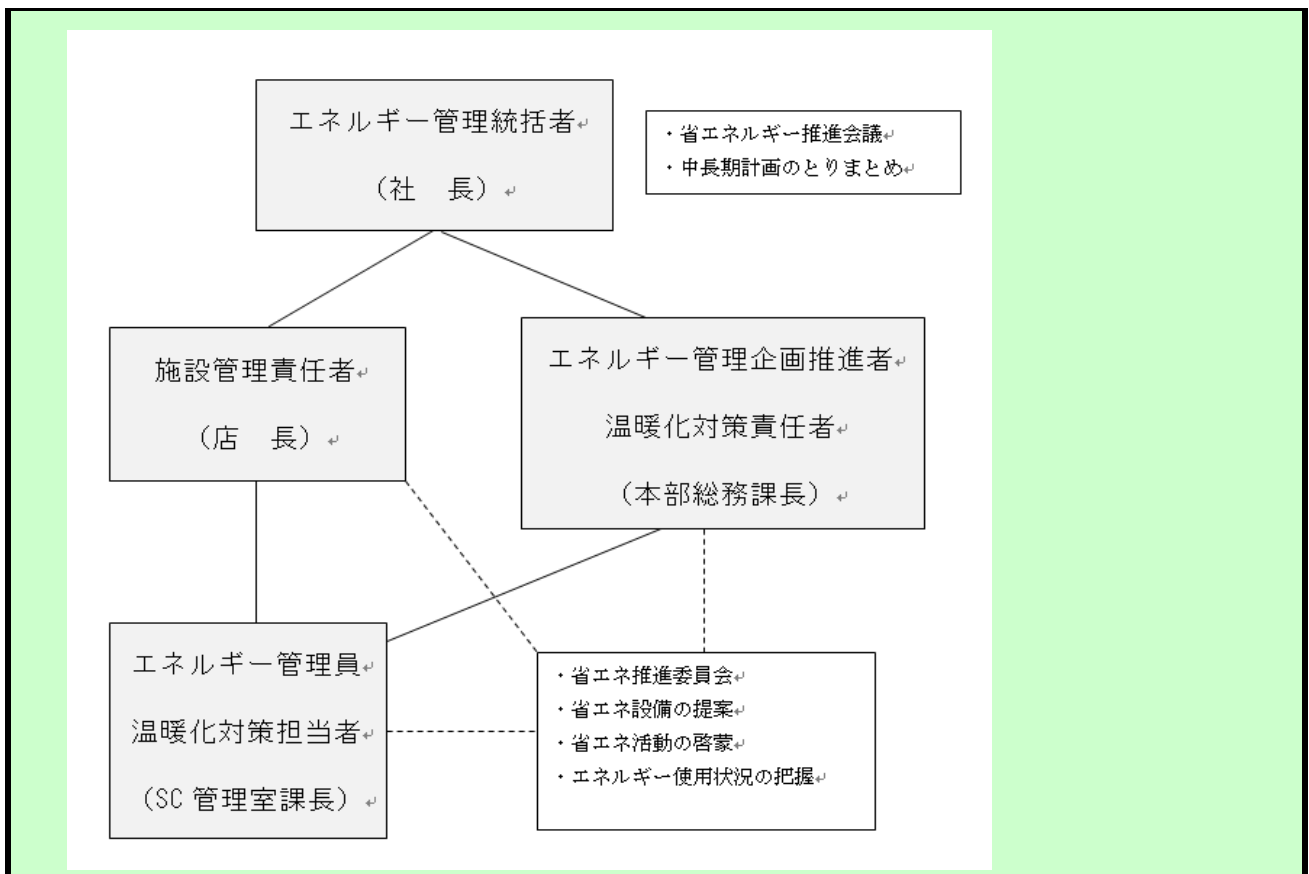 エネルギー管理統括者
（社　長）
・省エネルギー推進会議
・中長期計画のとりまとめ
施設管理責任者
（店　長）
エネルギー管理企画推進者
温暖化対策責任者
（本部総務課長）
エネルギー管理員
温暖化対策担当者
（SC 管理室課長）
・省エネ推進委員会
・省エネ設備の提案
・省エネ活動の啓蒙
・エネルギー使用状況の把握